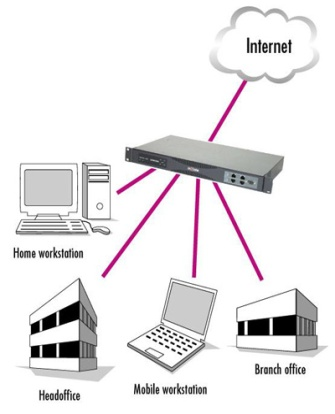 Internet
Home workstation
Headoffice
Mobile workstation
Branch office